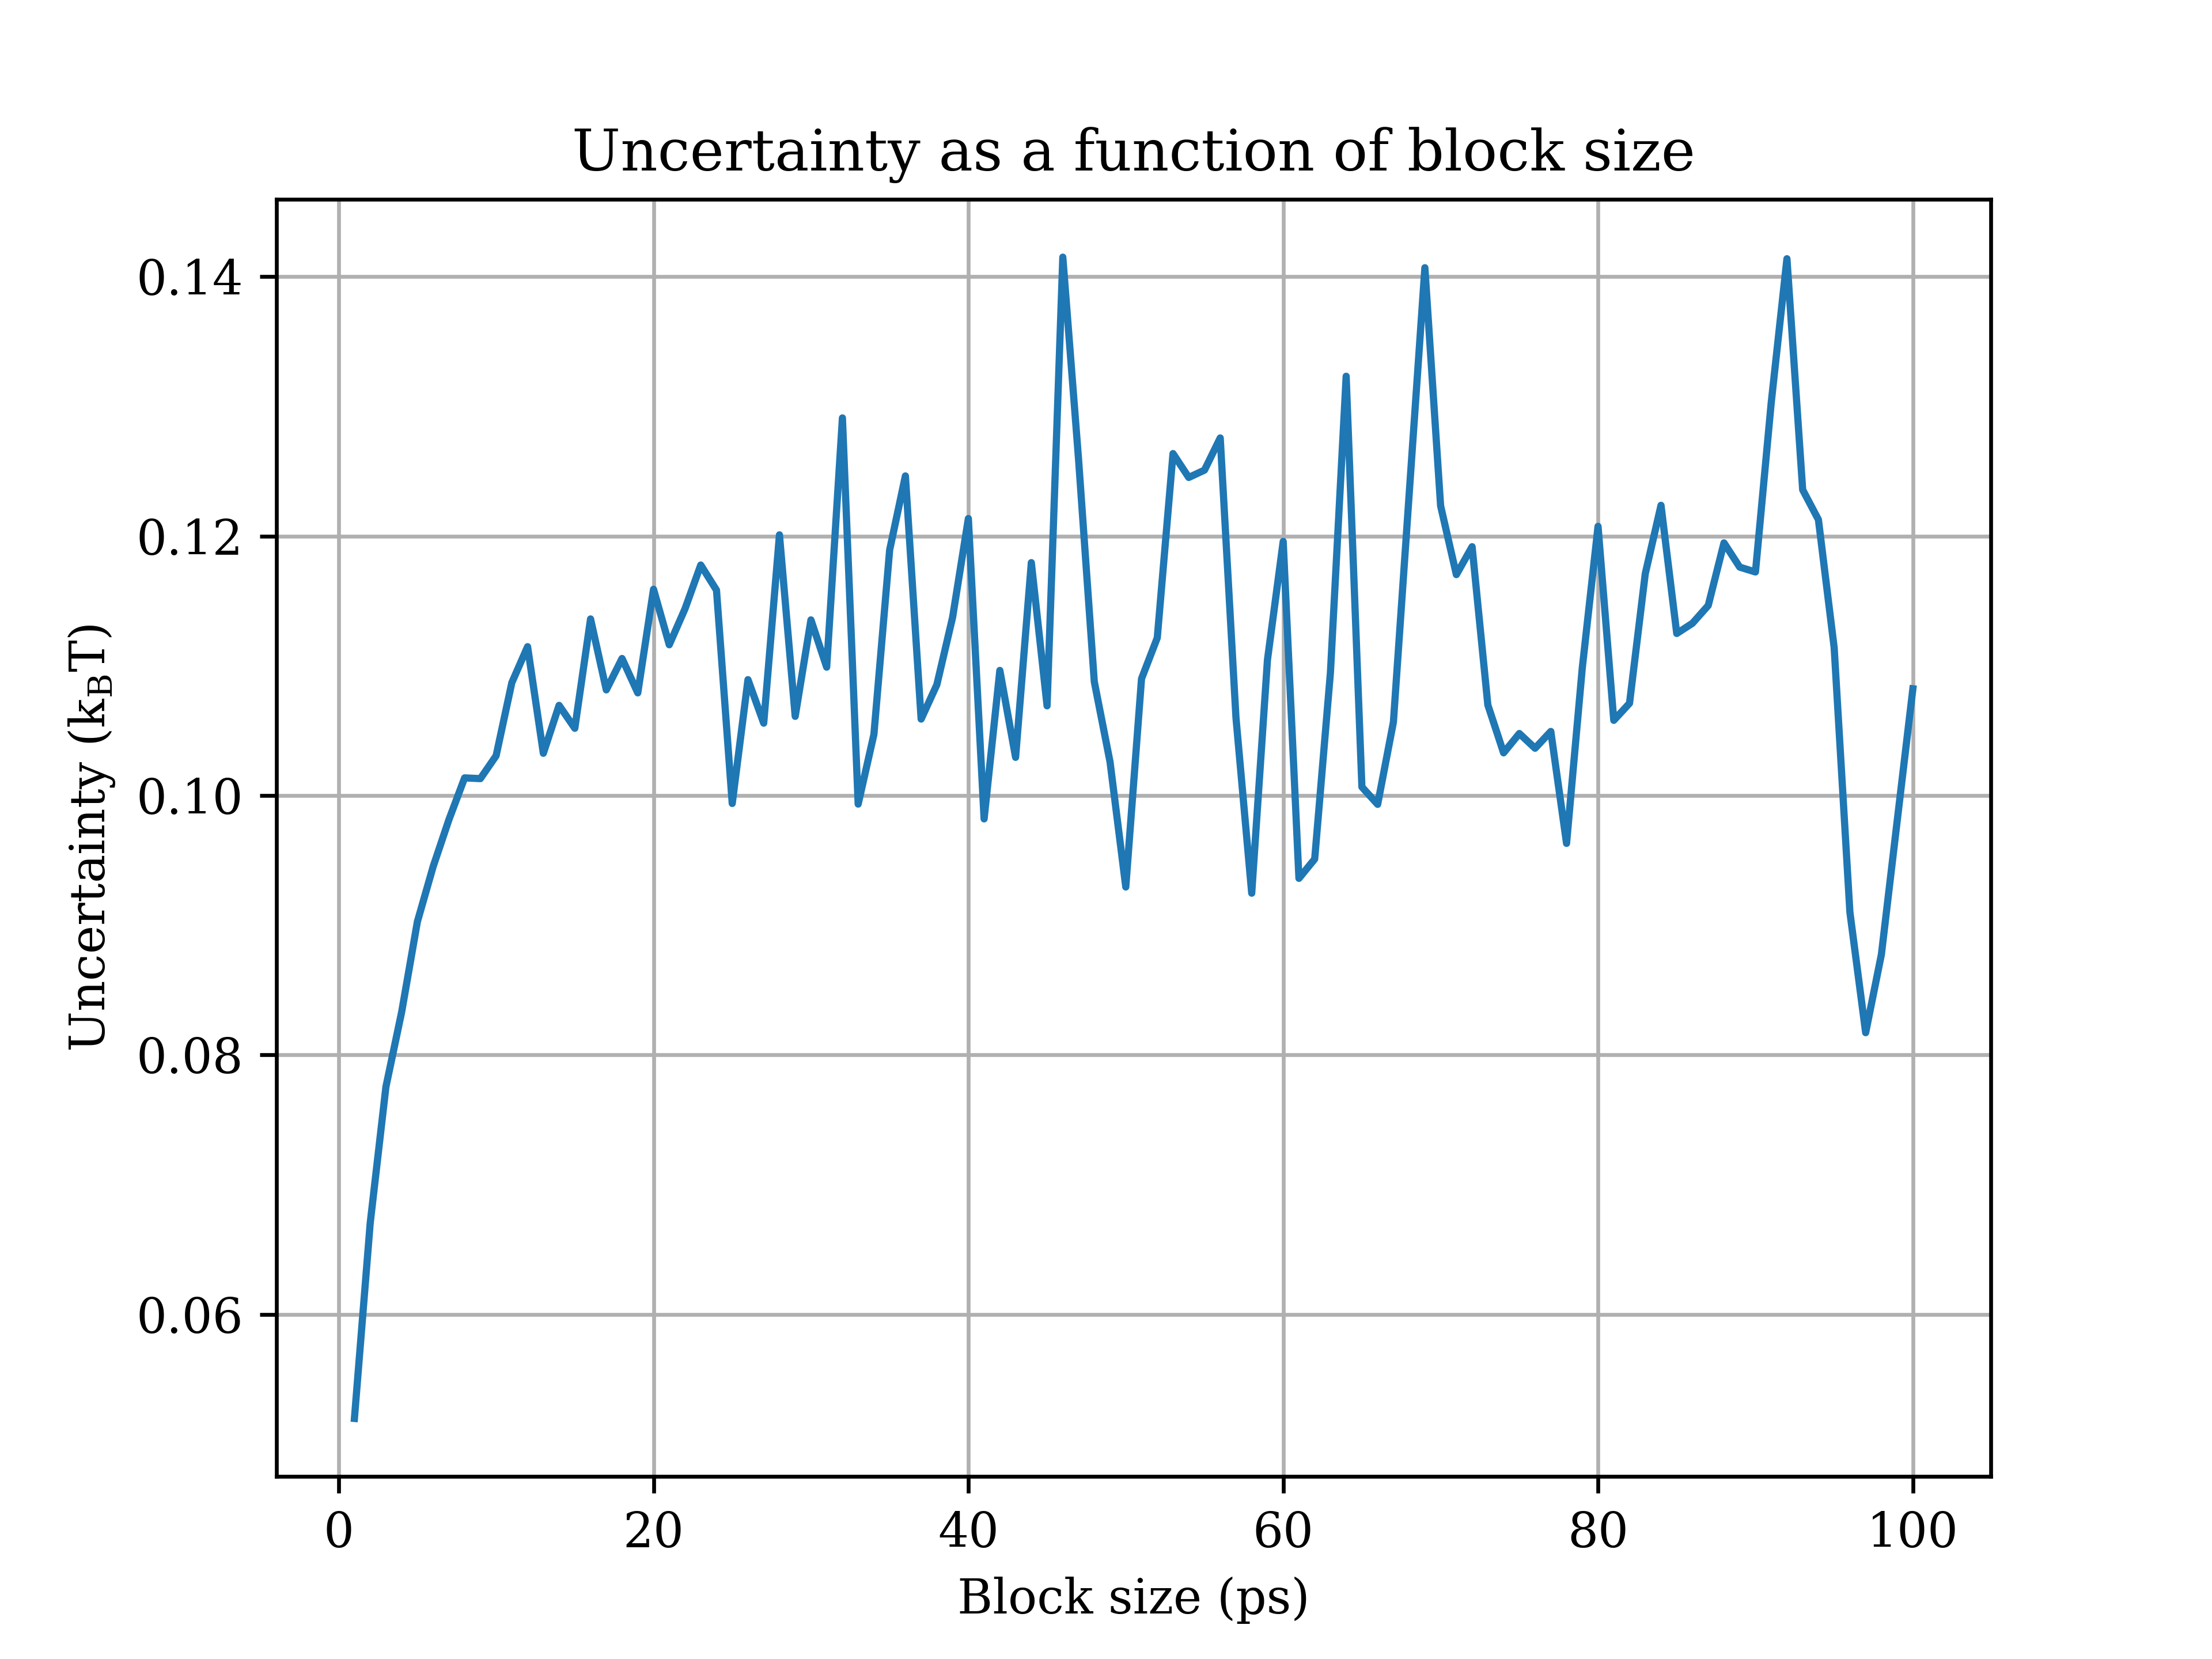 Uncertainty as a function of block size
0.14
0.12
0.10
0.08
0.06
Uncertainty (k_B T)
0 20 40 60 80 100
Block size (ps)